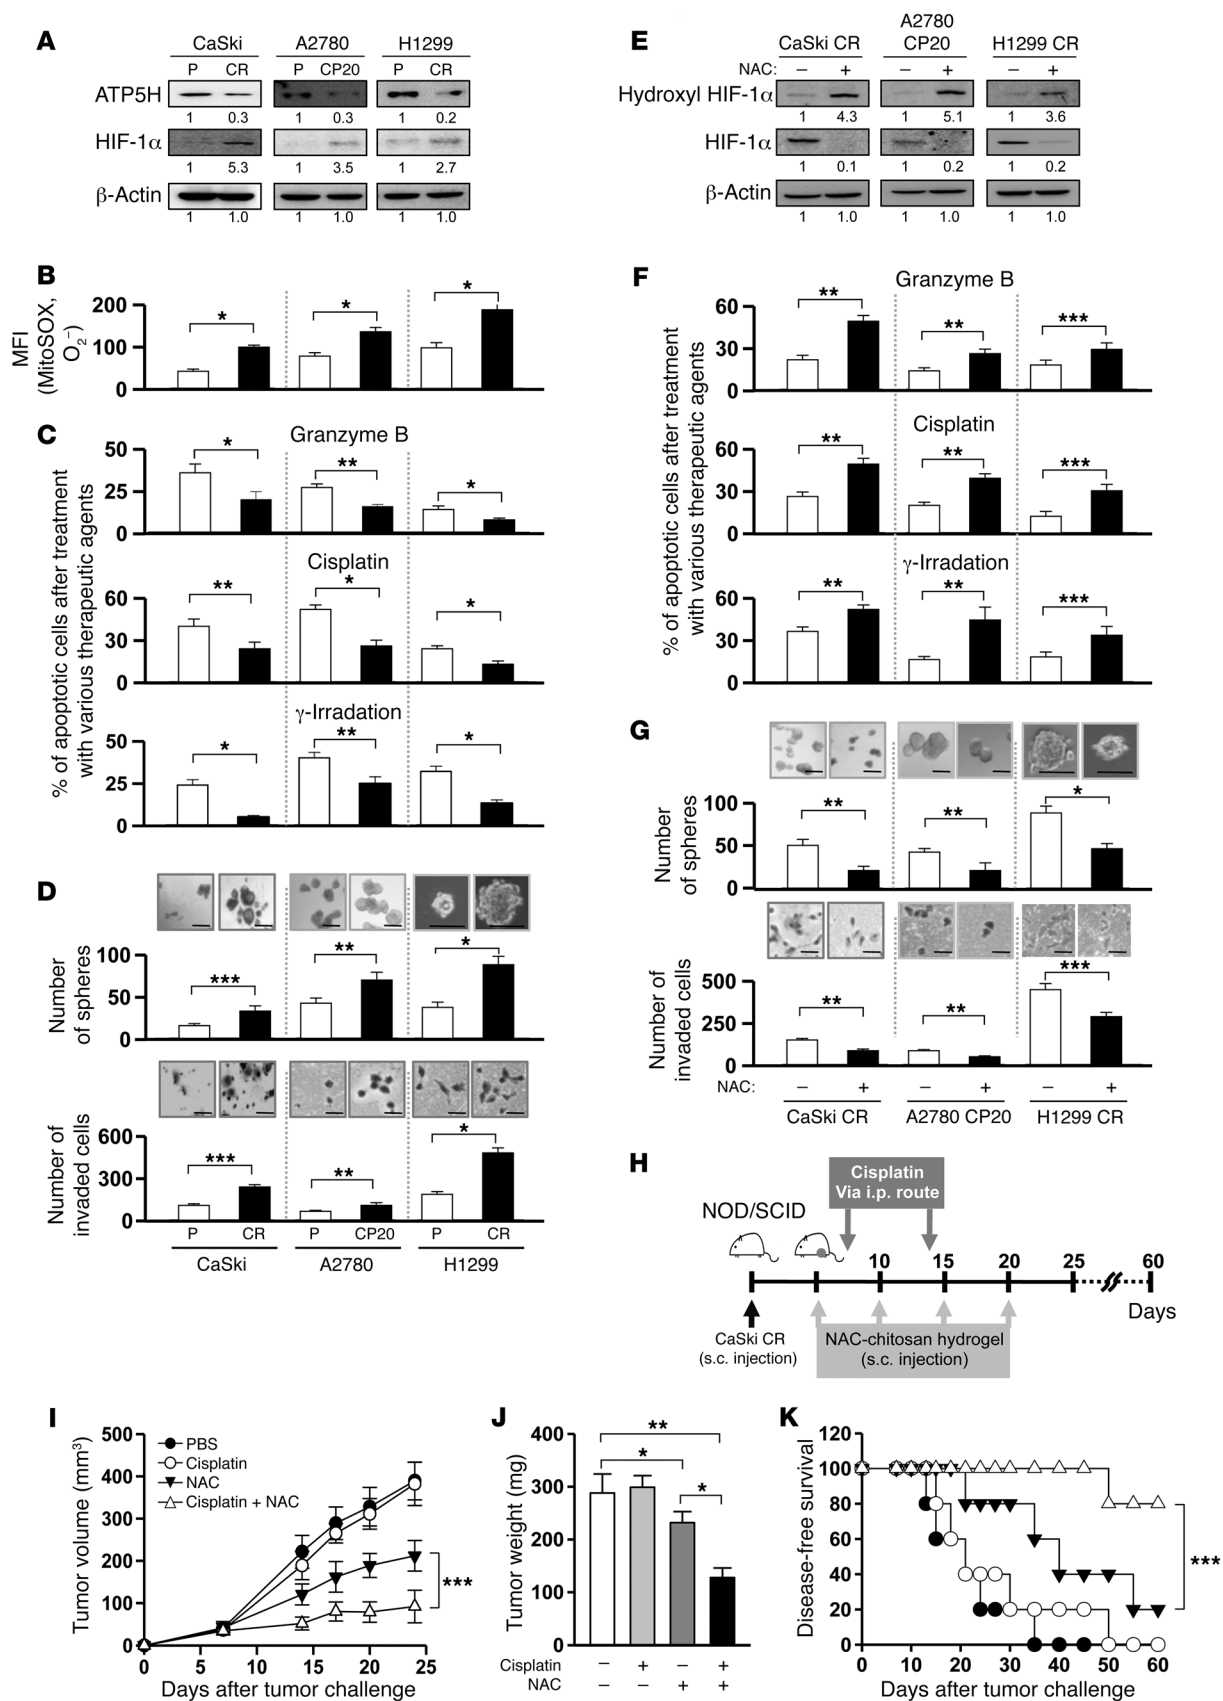 A
CaSki A2780 H1299
P CR P CP20 P CR
ATP5H
1 0.3 1 0.3 1 0.2
HIF-1α
1 5.3 1 3.5 1 2.7
β-Actin
1 1.0 1 1.0 1 1.0
B
MFI
(MitoSOX,
O2−)
200
100
0
* * *
C
% of apoptotic cells after treatment
with various therapeutic agents
Granzyme B
50
25
0
* ** *
Cisplatin
60
30
0
** * *
γ-Irradation
50
25
0
* ** *
D
Number
of spheres
100
50
0
*** ** *
Number of
invaded cells
600
300
0
*** ** *
P CR P CP20 P CR
CaSki A2780 H1299
E
CaSki CR A2780
CP20 H1299 CR
NAC: − + − + − +
Hydroxyl HIF-1α
1 4.3 1 5.1 1 3.6
HIF-1α
1 0.1 1 0.2 1 0.2
β-Actin
1 1.0 1 1.0 1 1.0
F
% of apoptotic cells after treatment
with various therapeutic agents
Granzyme B
60
30
0
** ** ***
Cisplatin
60
30
0
** ** ***
γ-Irradation
60
30
0
** ** ***
G
Number
of spheres
100
50
0
** ** *
Number of
invaded cells
500
250
0
** ** ***
NAC: − + − + − +
CaSki CR A2780 CP20 H1299 CR
H
Cisplatin
Via i.p. route
NOD/SCID
5 10 15 20 25 60
Days
CaSki CR
(s.c. injection)
NAC-chitosan hydrogel
(s.c. injection)
I
Tumor volume (mm3)
500
400
300
200
100
0
PBS
Cisplatin
NAC
Cisplatin + NAC
***
0 5 10 15 20 25
Days after tumor challenge
J
Tumor weight (mg)
400
300
200
100
0
**
*
*
Cisplatin − + − +
NAC − − + +
K
Disease-free survival
120
100
80
60
40
20
0
***
0 10 20 30 40 50 60
Days after tumor challenge